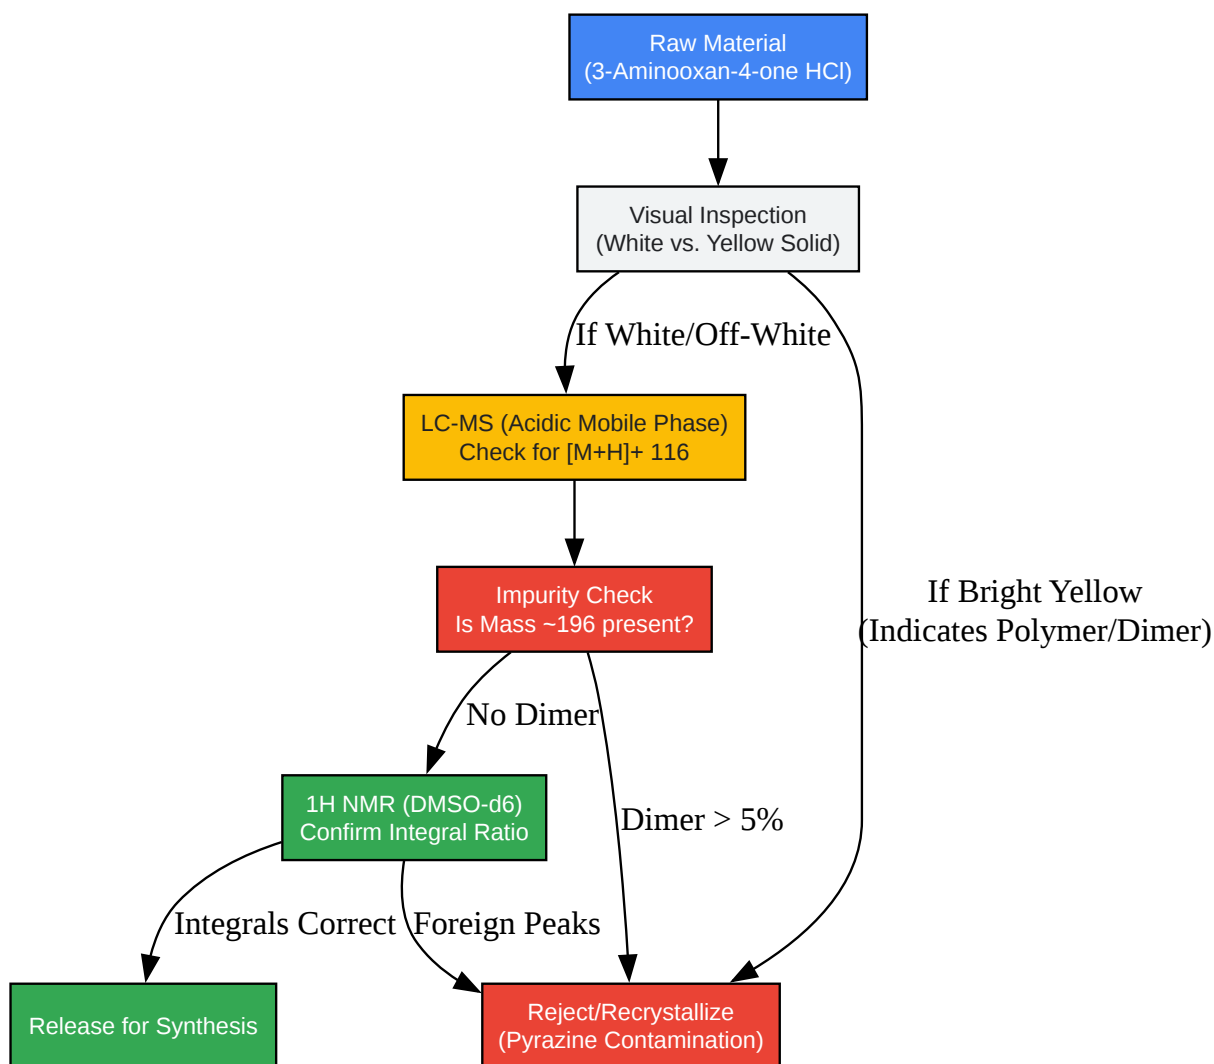 Raw Material
(3-Aminooxan-4-one HCl)
Visual Inspection
(White vs. Yellow Solid)
If White/Off-White
LC-MS (Acidic Mobile Phase)
Check for [M+H]+ 116
If Bright Yellow
(Indicates Polymer/Dimer)
Impurity Check
Is Mass ~196 present?
No Dimer
1H NMR (DMSO-d6)
Confirm Integral Ratio
Dimer > 5%
Integrals Correct
Foreign Peaks
Release for Synthesis
Reject/Recrystallize
(Pyrazine Contamination)